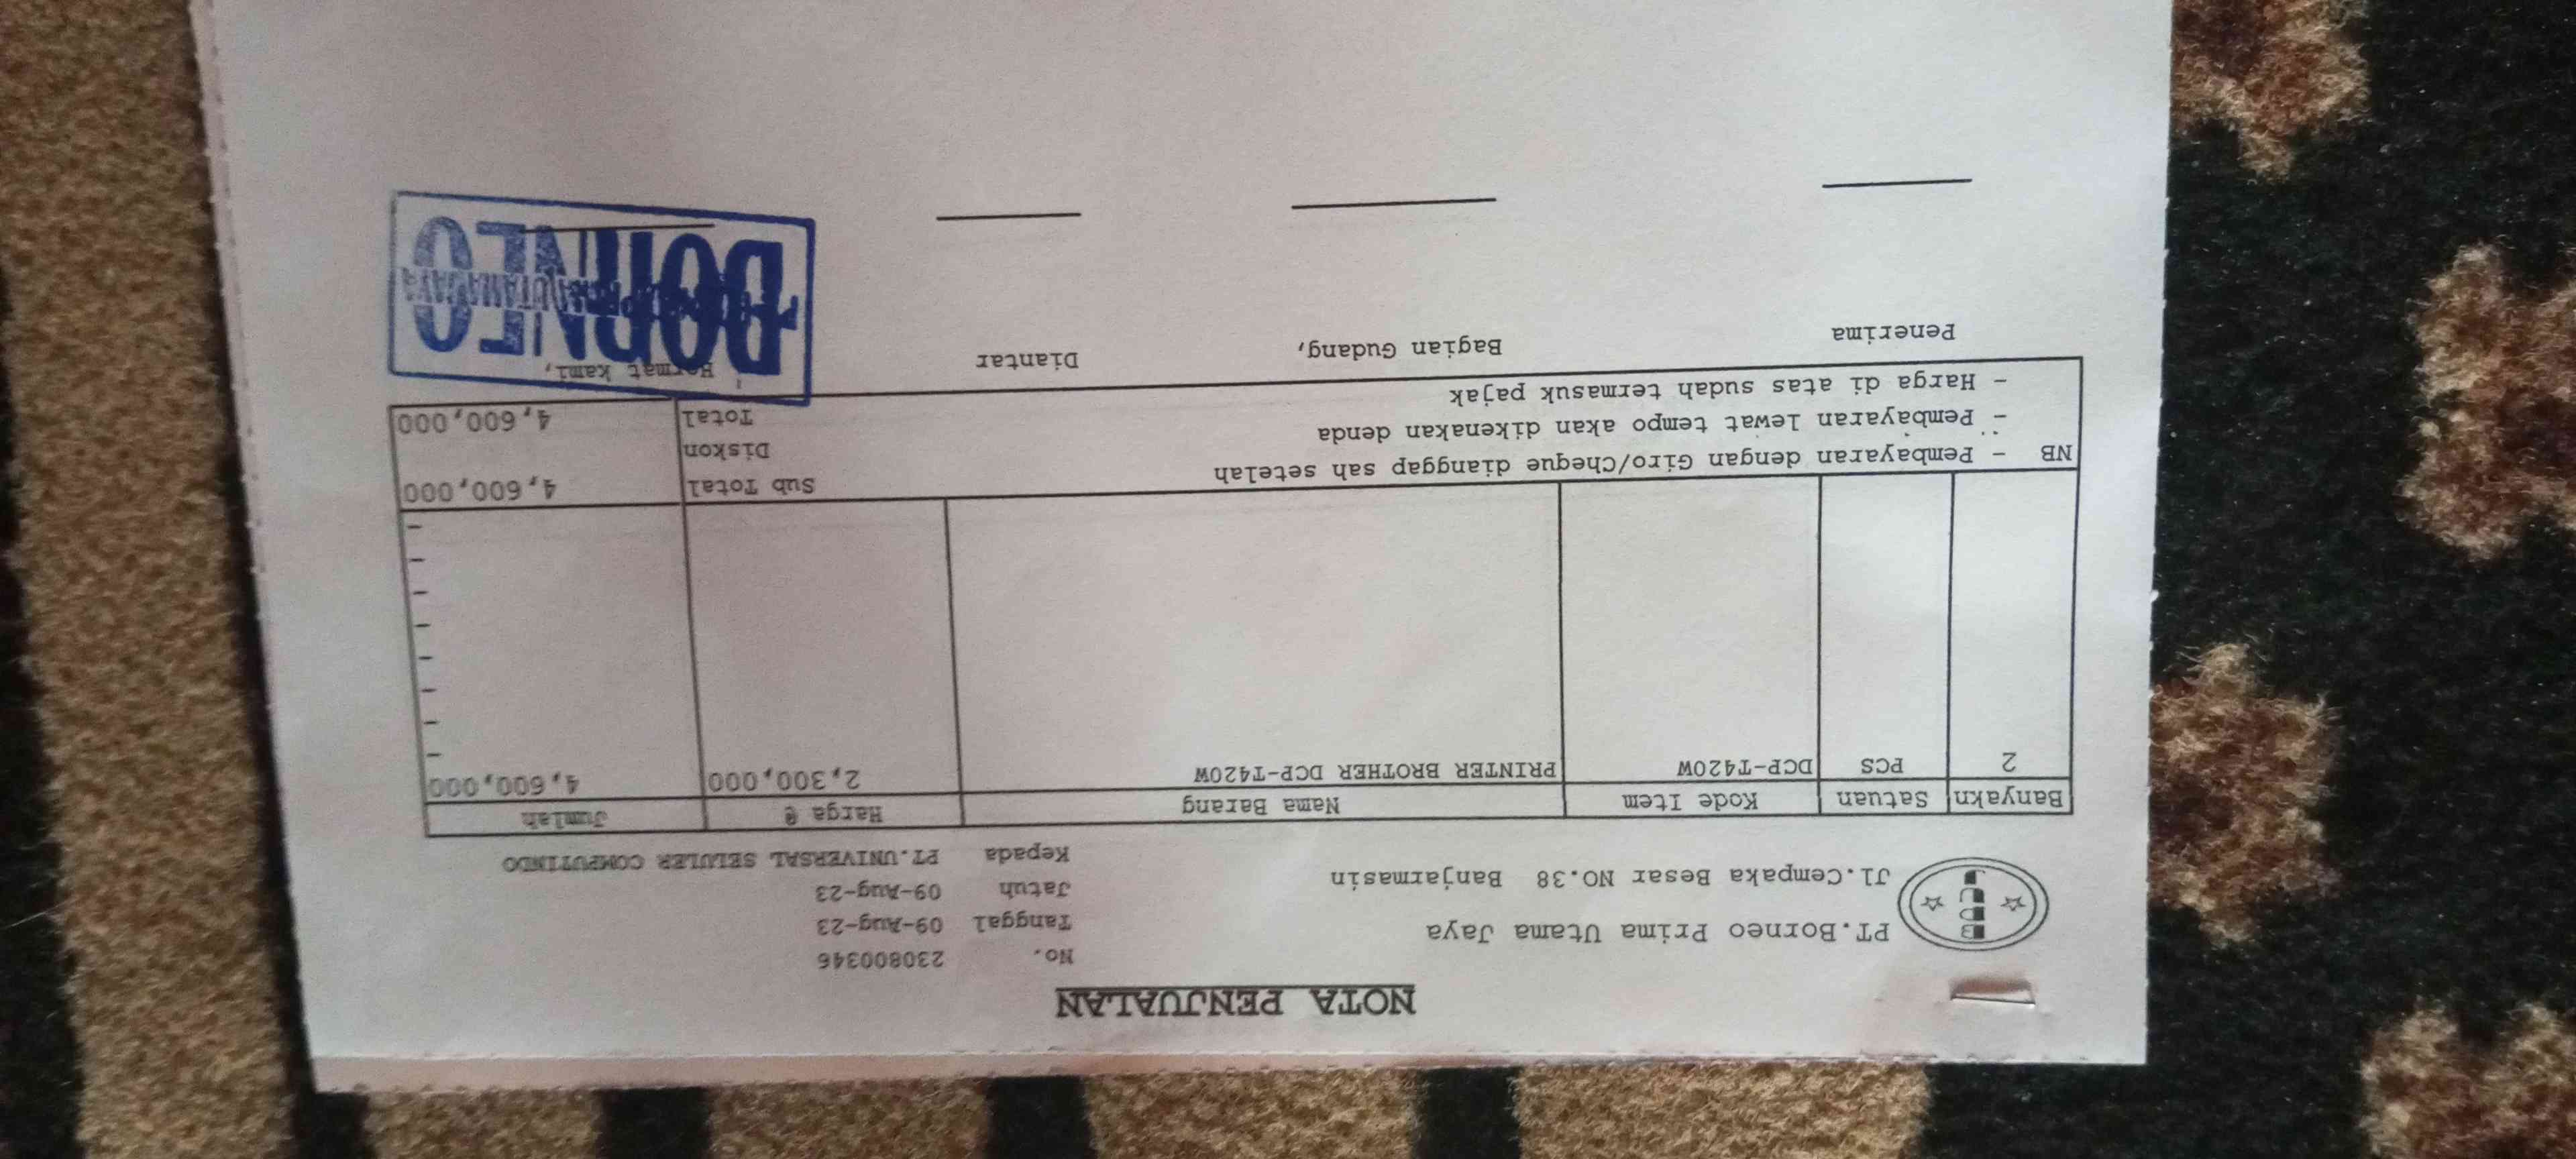 NOTA PENJUALAN
PT.Borneo Prima Utama Jaya
Jl.Cempaka Besar NO.38 Banjarmasin
No. 230800346
Tanggal 09-Aug-23
Jatuh 09-Aug-23
Kepada PT.UNIVERSAL SELULER COMPUTINDO
Banyakn Satuan Kode Item Nama Barang Harga @ Jumlah
2 PCS DCP-T420W PRINTER BROTHER DCP-T420W 2,300,000 4,600,000
-
-
-
-
-
-
-
-
NB - Pembayaran dengan Giro/Cheque dianggap sah setelah
- Pembayaran lewat tempo akan dikenakan denda
- Harga di atas sudah termasuk pajak
Sub Total 4,600,000
Diskon
Total 4,600,000
Penerima Bagian Gudang, Diantar Hormat kami,
BORNEO
UTAMA JAYA